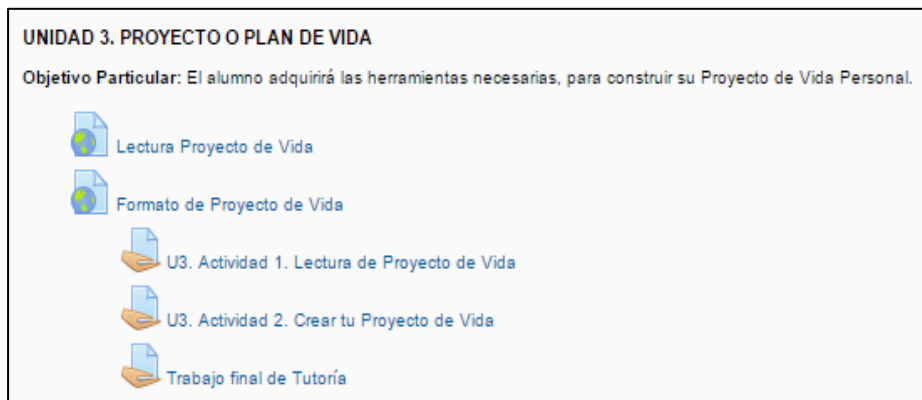 UNIDAD 3. PROYECTO O PLAN DE VIDA
Objetivo Particular: El alumno adquirirá las herramientas necesarias, para construir su Proyecto de Vida Personal.
Lectura Proyecto de Vida
Formato de Proyecto de Vida
U3. Actividad 1. Lectura de Proyecto de Vida
U3. Actividad 2. Crear tu Proyecto de Vida
Trabajo final de Tutoría